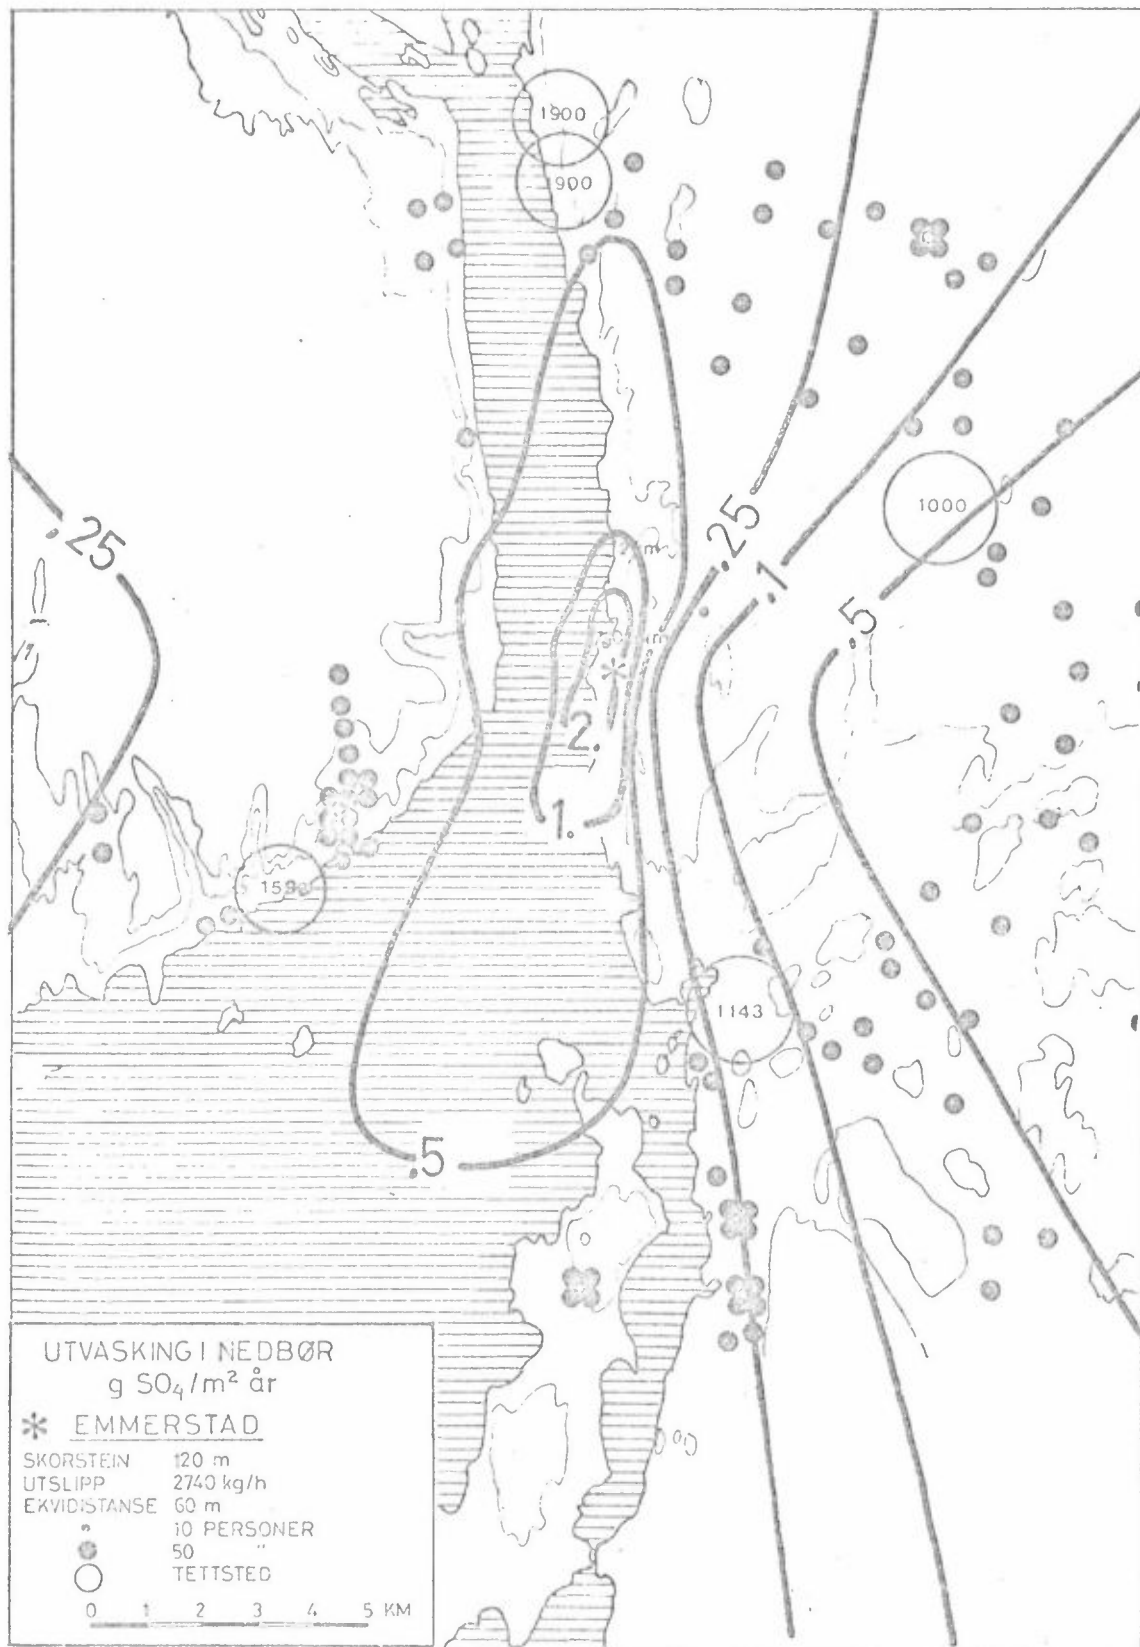 1900
1900
.25
.25
1000
.1
.5
2.
1.
1143
.5
UTVASKING I NEDBØR
g SO₄/m² år
* EMMERSTAD
SKORSTEIN 120 m
UTSLIPP 2740 kg/h
EKVIDISTANSE 60 m
10 PERSONER
50 "
TETTSTED
0 1 2 3 4 5 KM